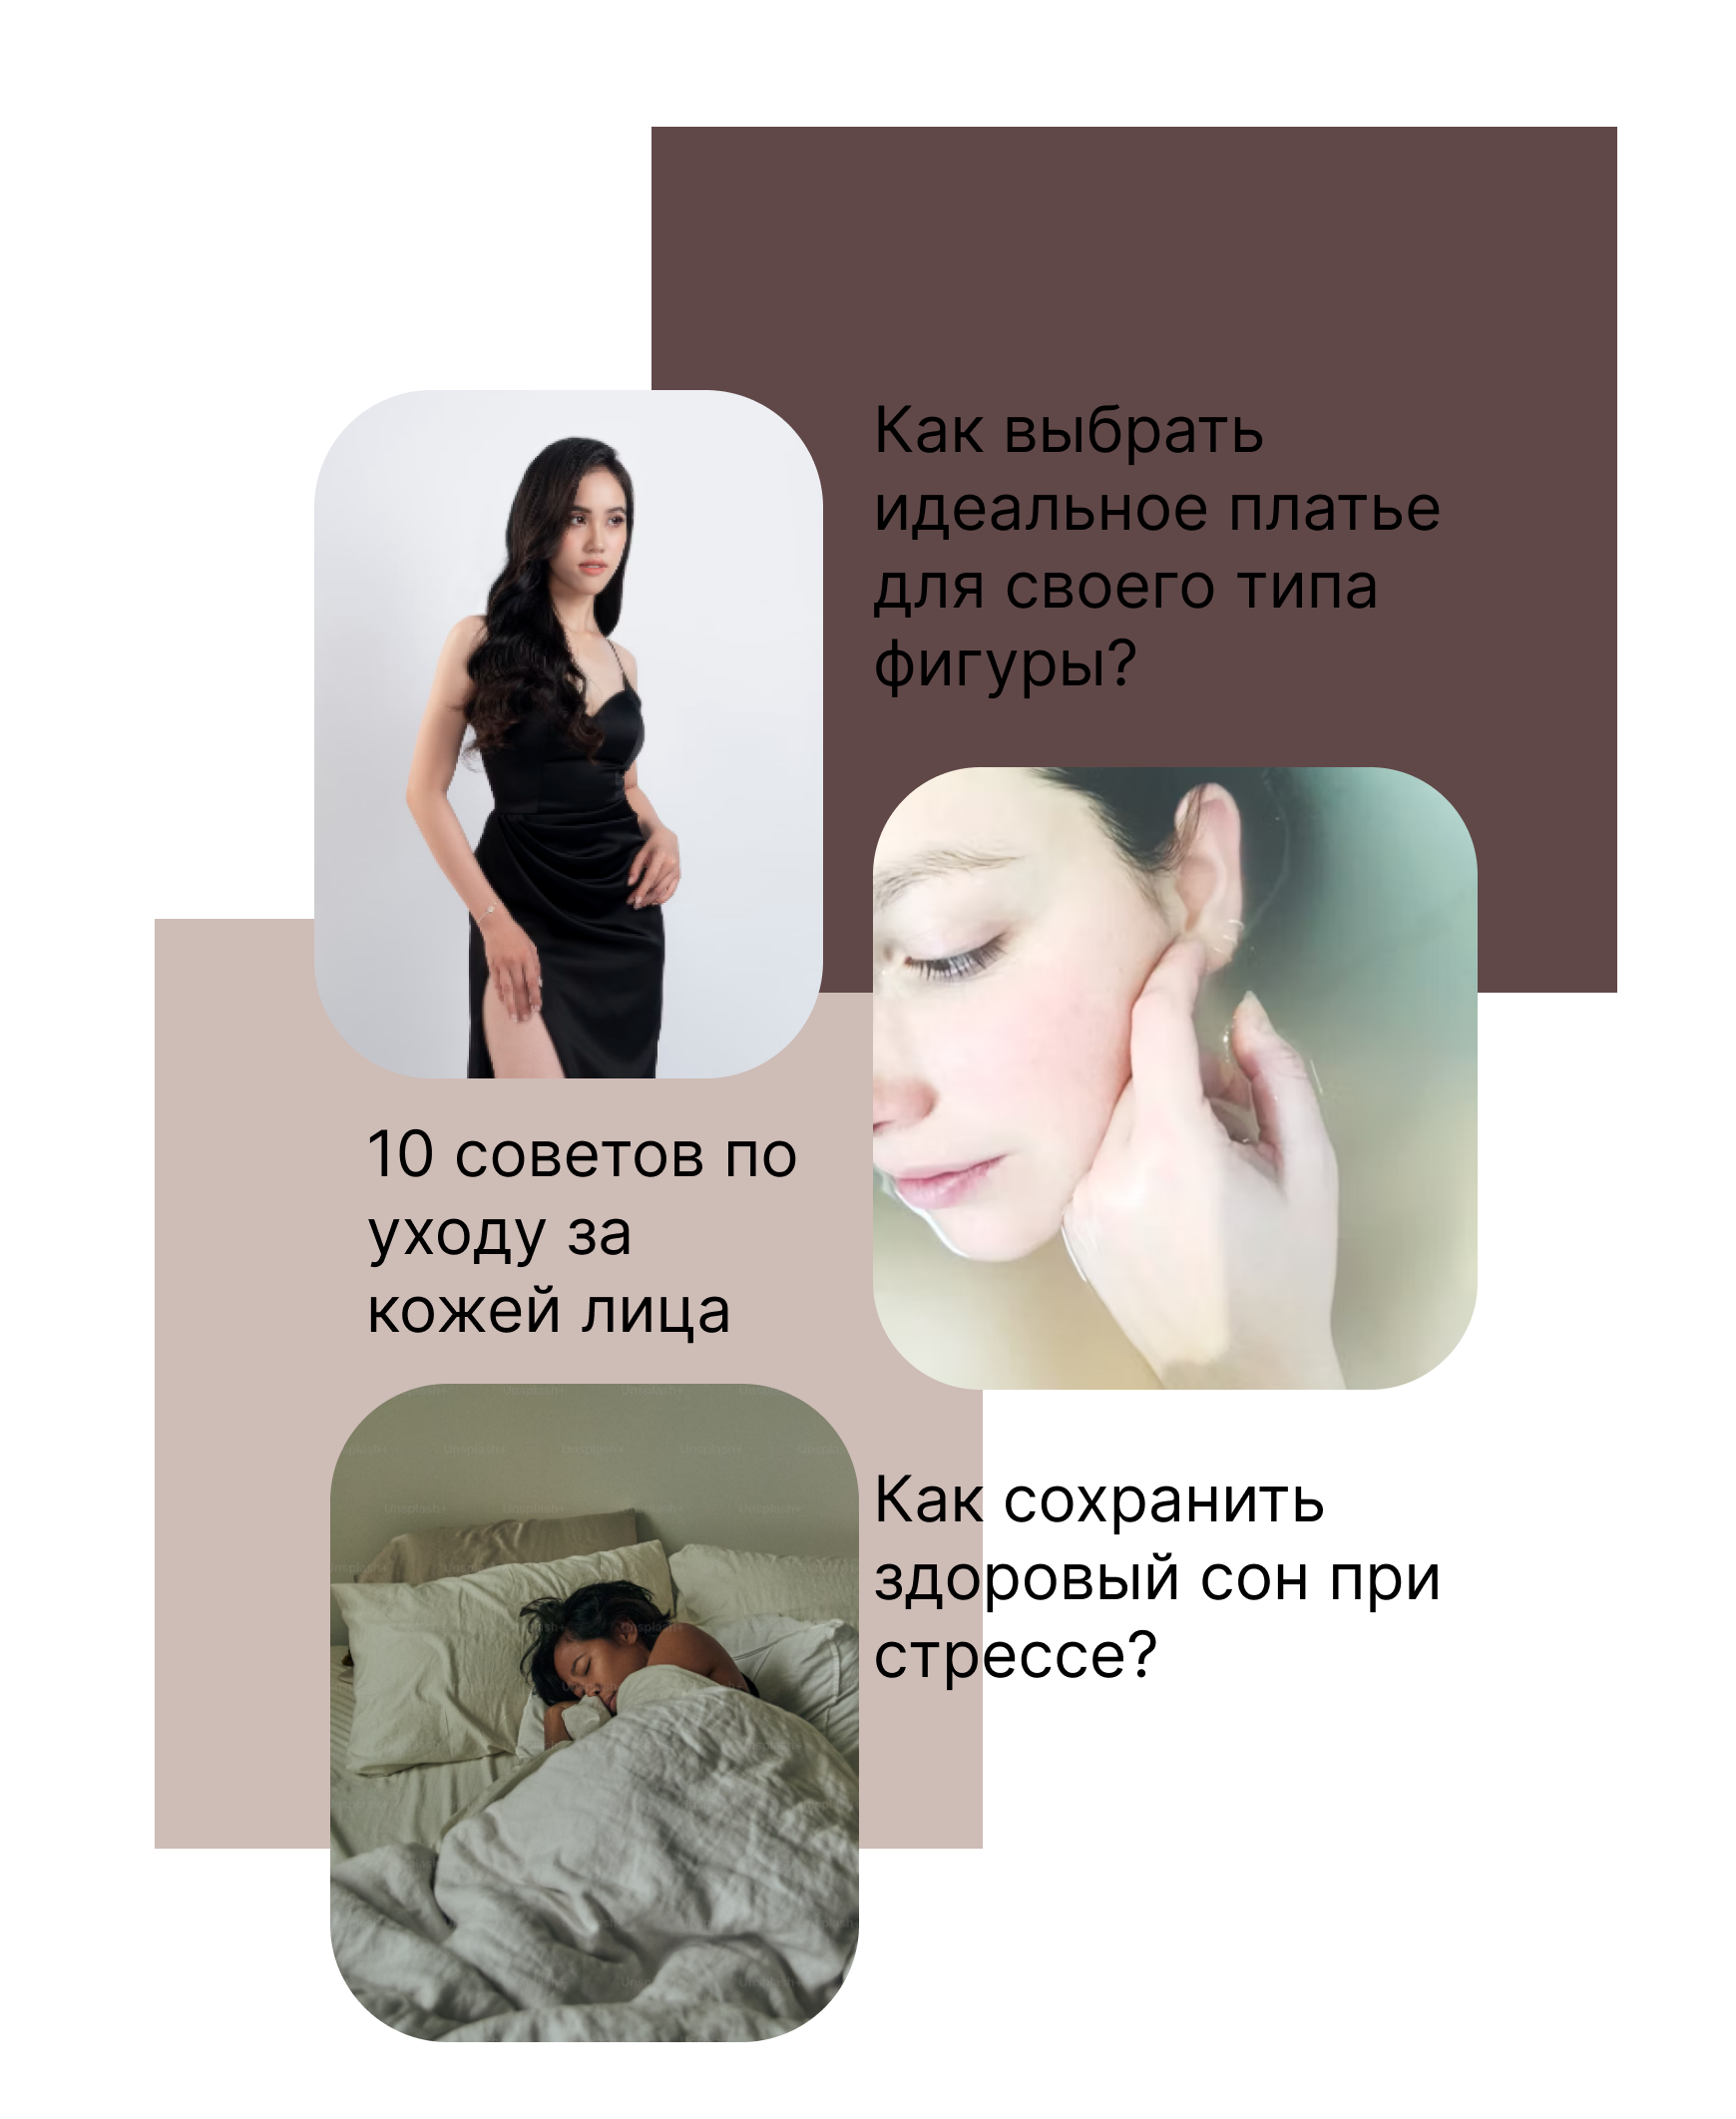 Как выбрать
идеальное платье
для своего типа
фигуры?
10 советов по
уходу за
кожей лица
Как сохранить
здоровый сон при
стрессе?
Unsplash+